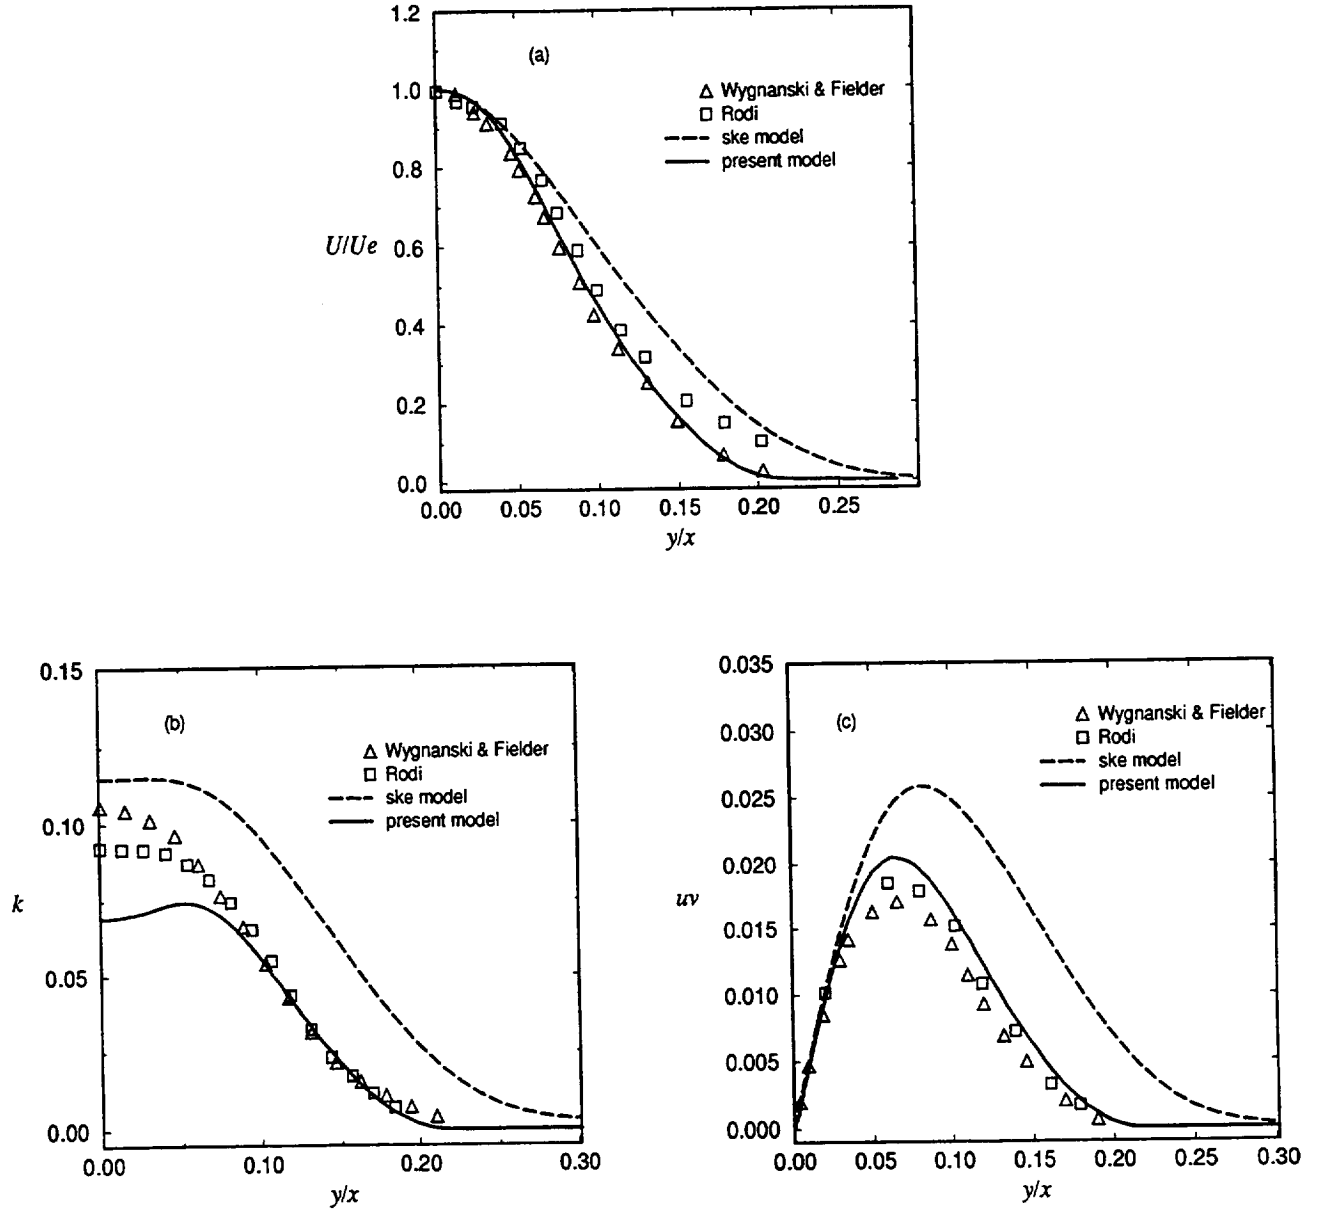 1.2
(a)
1.0
△ Wygnanski & Fielder
□ Rodi
ske model
present model
0.8
U/Ue 0.6
0.4
0.2
0.0
0.00 0.05 0.10 0.15 0.20 0.25
y/x
0.15
(b)
Wygnanski & Fielder
Rodi
ske model
present model
0.10
k
0.05
0.00
0.00 0.10 0.20 0.30
y/x
0.035
(c)
Wygnanski & Fielder
Rodi
ske model
present model
0.030
0.025
0.020
uv
0.015
0.010
0.005
0.000
0.00 0.05 0.10 0.15 0.20 0.25 0.30
y/x